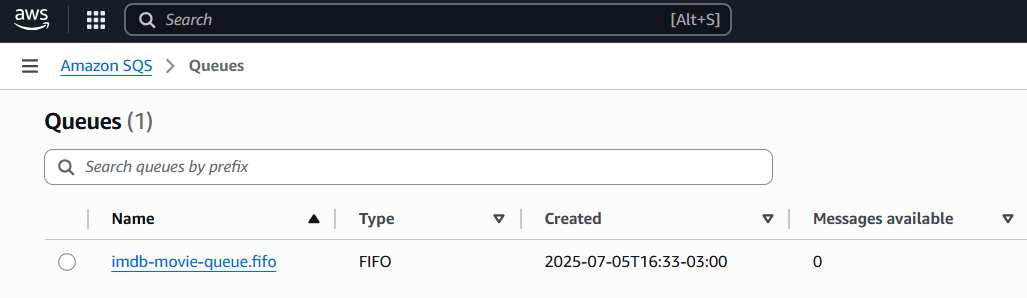 aws Search [Alt+S]
Amazon SQS Queues
Queues (1)
Search queues by prefix
Name Type Created Messages available
imdb-movie-queue.fifo FIFO 2025-07-05T16:33-03:00 0